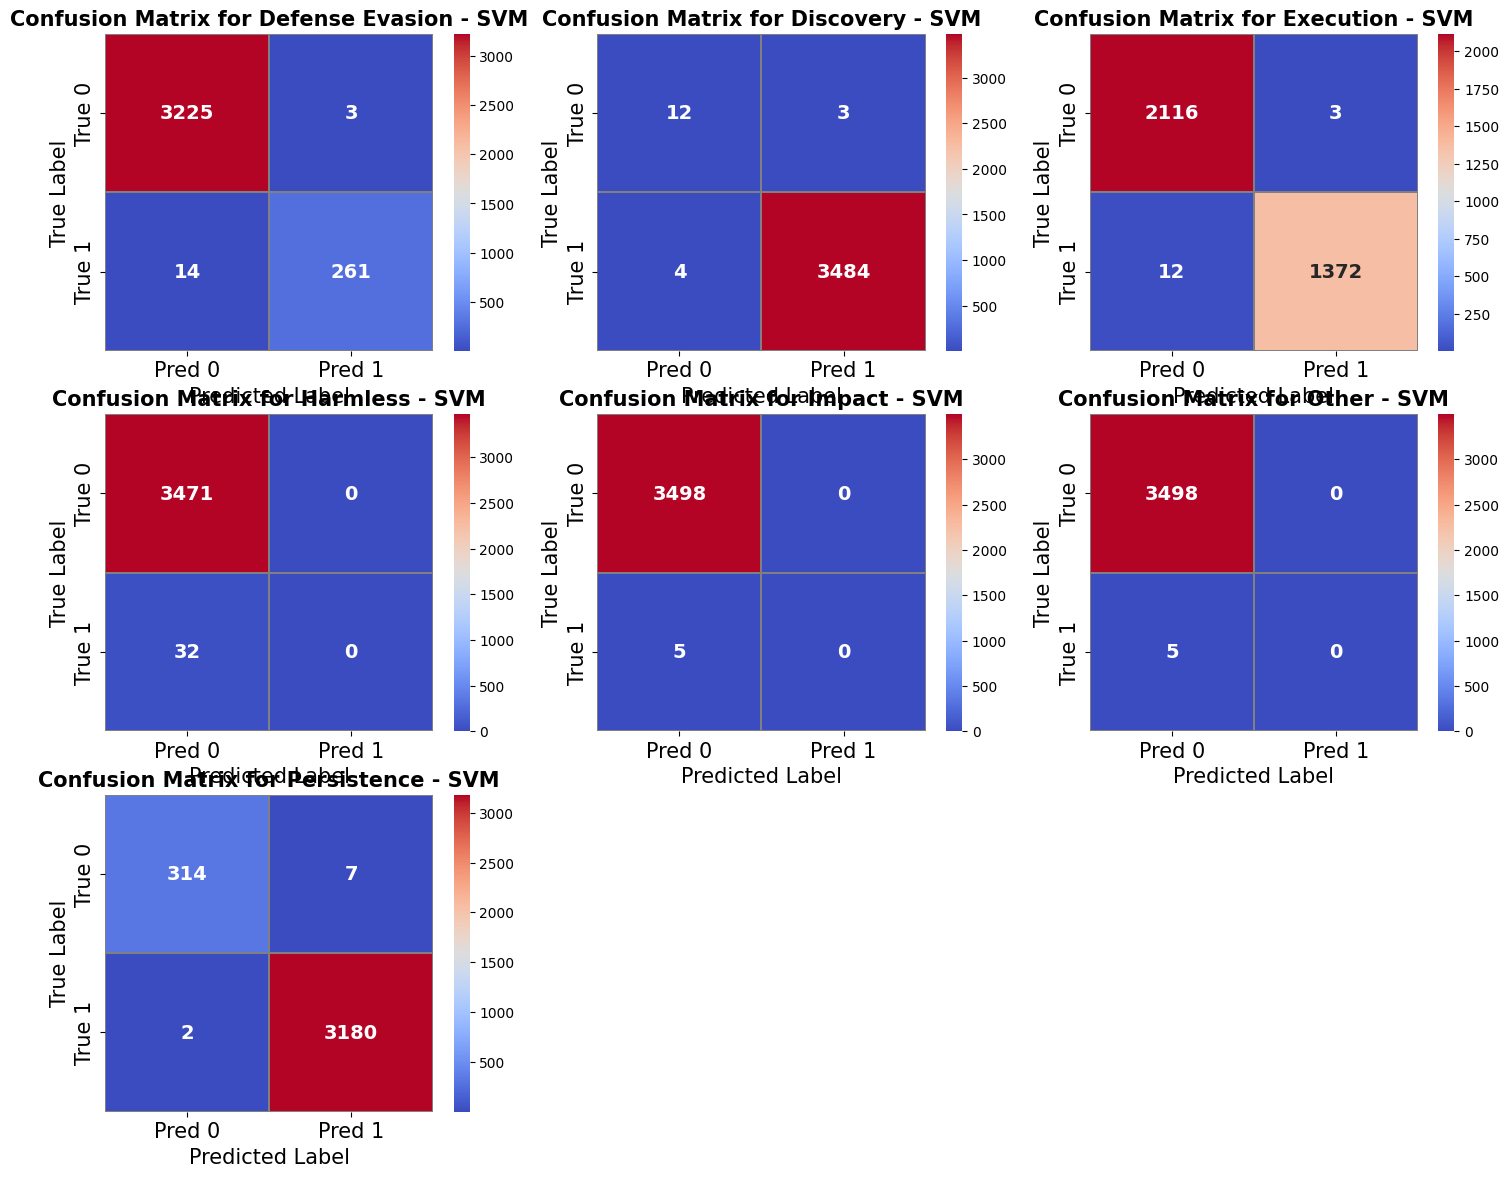 Confusion Matrix for Defense Evasion - SVM
True Label
True 0
True 1
3225
3
14
261
3000
2500
2000
1500
1000
500
Pred 0
Pred 1
Predicted Label
Confusion Matrix for Discovery - SVM
True Label
True 0
True 1
12
3
4
3484
3000
2500
2000
1500
1000
500
Pred 0
Pred 1
Predicted Label
Confusion Matrix for Execution - SVM
True Label
True 0
True 1
2116
3
12
1372
2000
1750
1500
1250
1000
750
500
250
Pred 0
Pred 1
Predicted Label
Confusion Matrix for Harmless - SVM
True Label
True 0
True 1
3471
0
32
0
3000
2500
2000
1500
1000
500
0
Pred 0
Pred 1
Predicted Label
Confusion Matrix for Impact - SVM
True Label
True 0
True 1
3498
0
5
0
3000
2500
2000
1500
1000
500
0
Pred 0
Pred 1
Predicted Label
Confusion Matrix for Other - SVM
True Label
True 0
True 1
3498
0
5
0
3000
2500
2000
1500
1000
500
0
Pred 0
Pred 1
Predicted Label
Confusion Matrix for Persistence - SVM
True Label
True 0
True 1
314
7
2
3180
3000
2500
2000
1500
1000
500
Pred 0
Pred 1
Predicted Label